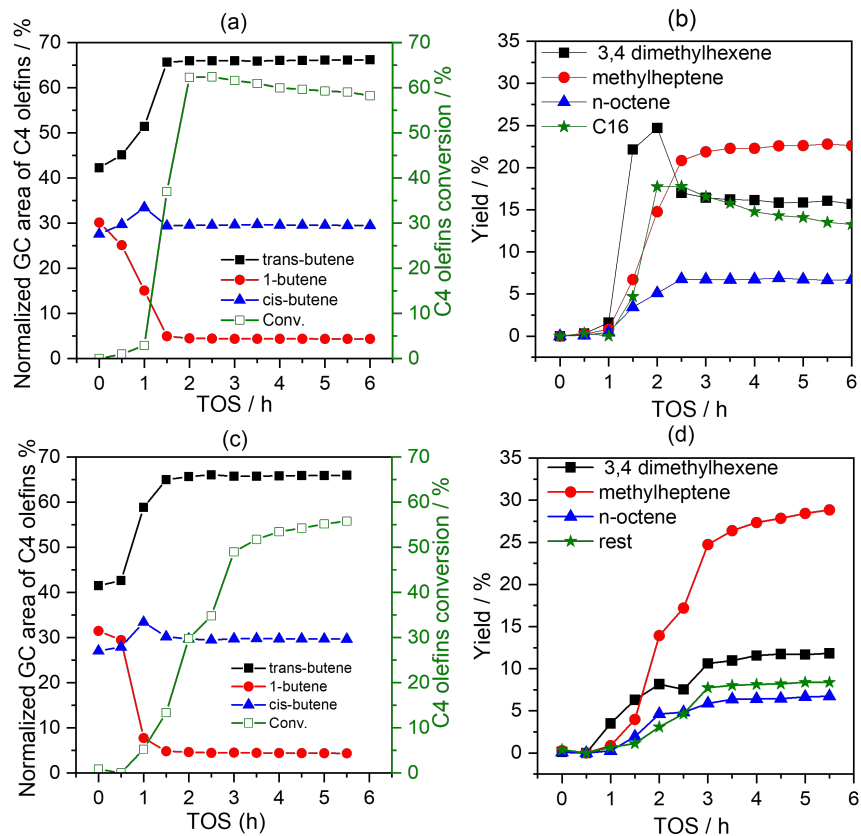 (a)
Normalized GC area of C4 olefins / %
70
60
50
40
30
20
10
0
trans-butene
1-butene
cis-butene
Conv.
70
60
50
40
30
20
10
0
C4 olefins conversion / %
0 1 2 3 4 5 6
TOS / h
(b)
Yield / %
35
30
25
20
15
10
5
0
3,4 dimethylhexene
methylheptene
n-octene
C16
0 1 2 3 4 5 6
TOS / h
(c)
Normalized GC area of C4 olefins %
70
60
50
40
30
20
10
0
trans-butene
1-butene
cis-butene
Conv.
70
60
50
40
30
20
10
0
C4 olefins conversion / %
0 1 2 3 4 5 6
TOS (h)
(d)
Yield / %
35
30
25
20
15
10
5
0
3,4 dimethylhexene
methylheptene
n-octene
rest
0 1 2 3 4 5 6
TOS / h